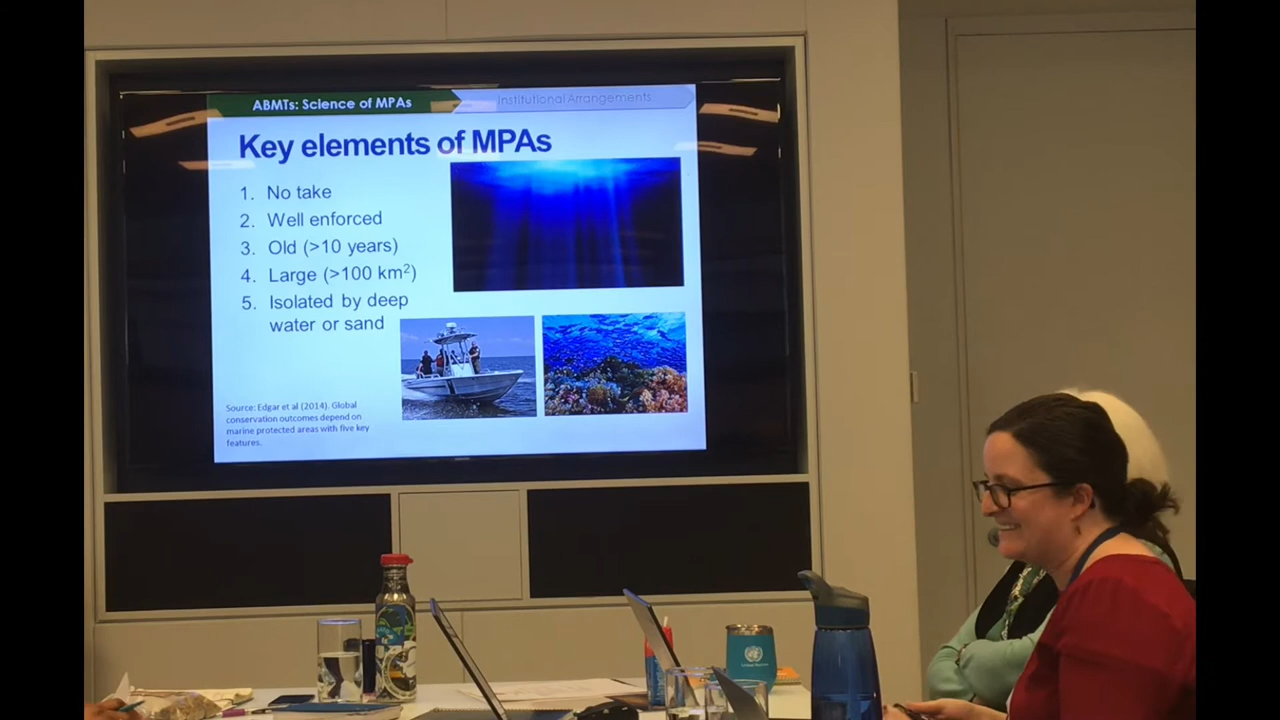 ABMTs: Science of MPAs
Institutional Arrangements
Key elements of MPAs
1. No take
2. Well enforced
3. Old (>10 years)
4. Large (>100 km²)
5. Isolated by deep
water or sand
Source: Edgar et al (2014). Global
conservation outcomes depend on
marine protected areas with five key
features.
United Nations